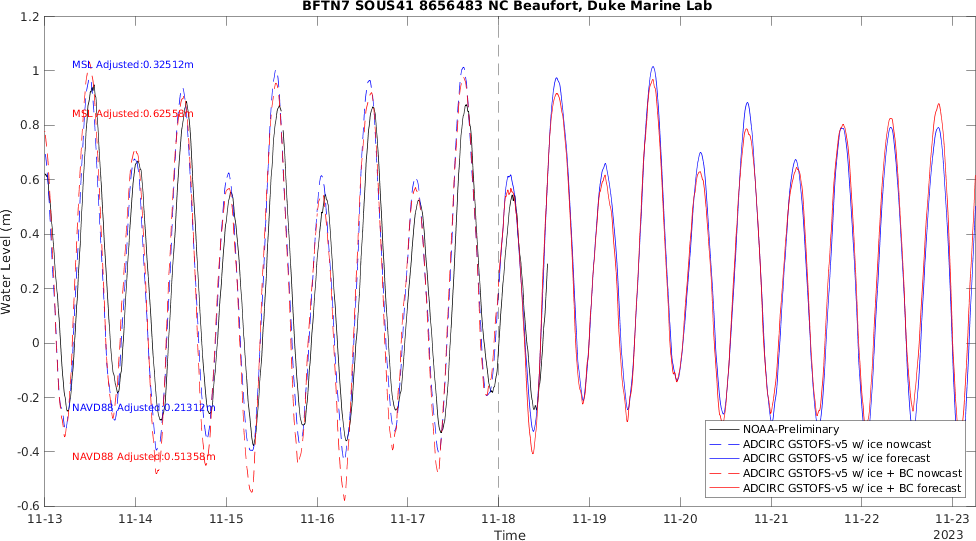 BFTN7 SOUS41 8656483 NC Beaufort, Duke Marine Lab
1.2
1
0.8
0.6
0.4
0.2
0
-0.2
-0.4
-0.6
Water Level (m)
MSL Adjusted:0.32512m
MSL Adjusted:0.62559m
NAVD88 Adjusted:0.21312m
NAVD88 Adjusted:0.51358m
NOAA-Preliminary
ADCIRC GSTOFS-v5 w/ ice nowcast
ADCIRC GSTOFS-v5 w/ ice forecast
ADCIRC GSTOFS-v5 w/ ice + BC nowcast
ADCIRC GSTOFS-v5 w/ ice + BC forecast
11-13 11-14 11-15 11-16 11-17 11-18 11-19 11-20 11-21 11-22 11-23
2023
Time